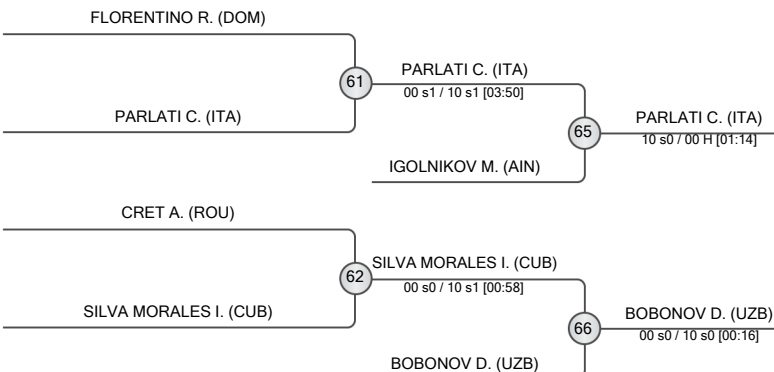 FLORENTINO R. (DOM)
61
PARLATI C. (ITA)
00 s1 / 10 s1 [03:50]
PARLATI C. (ITA)
65
PARLATI C. (ITA)
10 s0 / 00 H [01:14]
IGOLNIKOV M. (AIN)
CRET A. (ROU)
62
SILVA MORALES I. (CUB)
00 s0 / 10 s1 [00:58]
SILVA MORALES I. (CUB)
66
BOBONOV D. (UZB)
00 s0 / 10 s0 [00:16]
BOBONOV D. (UZB)